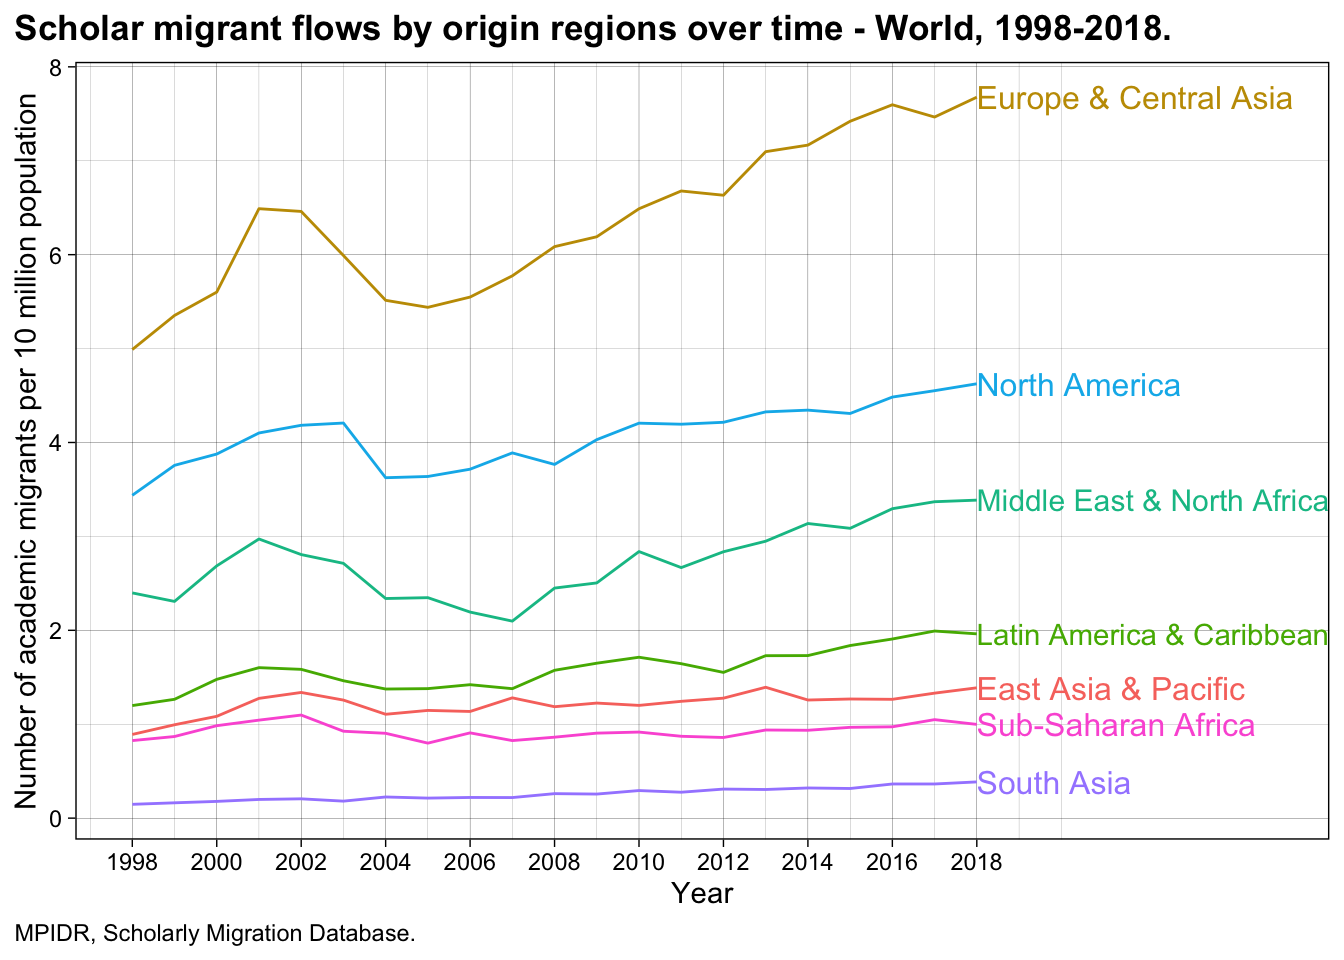 Scholar migrant flows by origin regions over time - World, 1998-2018.
Number of academic migrants per 10 million population
8
6
4
2
0
Europe & Central Asia
North America
Middle East & North Africa
Latin America & Caribbean
East Asia & Pacific
Sub-Saharan Africa
South Asia
1998 2000 2002 2004 2006 2008 2010 2012 2014 2016 2018
Year
MPIDR, Scholarly Migration Database.